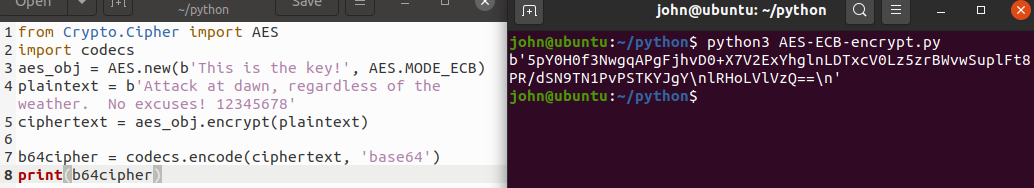 Open
~/python
Save
1 from Crypto.Cipher import AES
2 import codecs
3 aes_obj = AES.new(b'This is the key!', AES.MODE_ECB)
4 plaintext = b'Attack at dawn, regardless of the
weather.  No excuses! 12345678'
5 ciphertext = aes_obj.encrypt(plaintext)
6
7 b64cipher = codecs.encode(ciphertext, 'base64')
8 print(b64cipher)
john@ubuntu: ~/python
john@ubuntu:~/python$ python3 AES-ECB-encrypt.py
b'5pY0H0f3NwgqAPgFjhvD0+X7V2ExYhglnLDTxcV0Lz5zrBWvwSuplFt8
PR/dSN9TN1PvPSTKYJgY\nlRHoLVlVzQ==\n'
john@ubuntu:~/python$